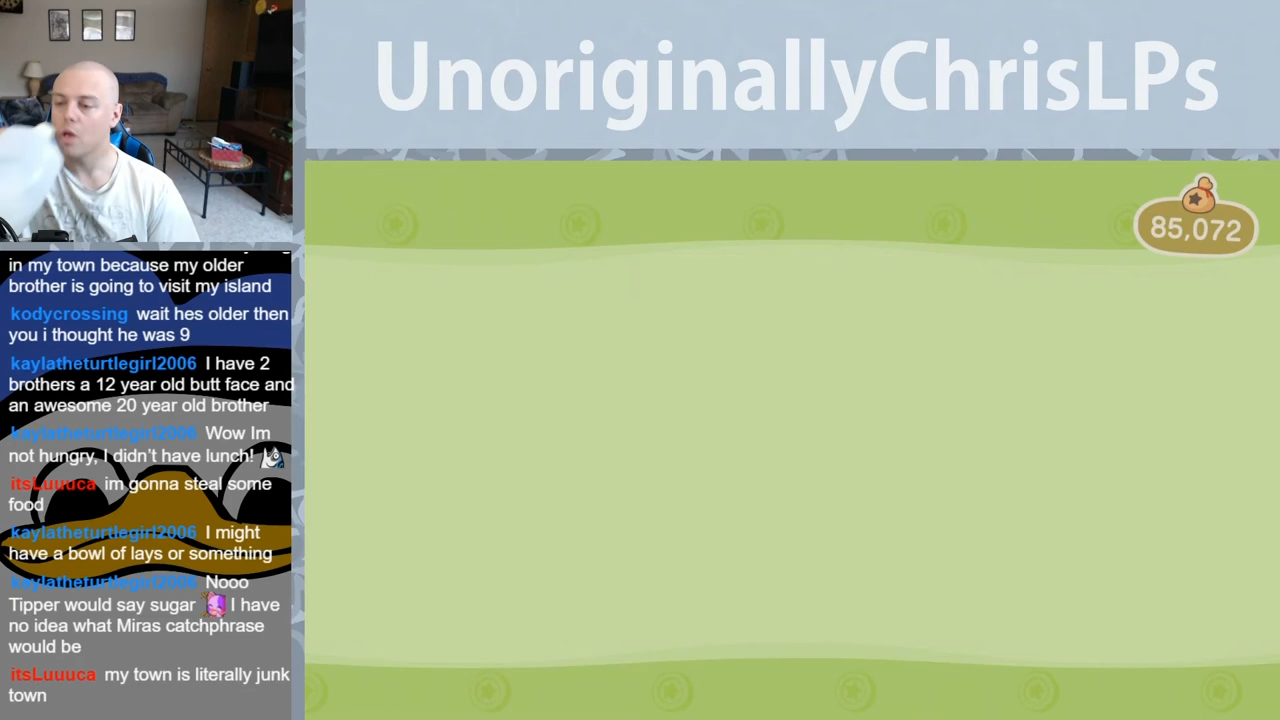 UnoriginallyChrisLPs
85,072
in my town because my older
brother is going to visit my island
kodycrossing wait hes older then
you i thought he was 9
kaylatheturtlegirl2006 I have 2
brothers a 12 year old butt face and
an awesome 20 year old brother
kaylatheturtlegirl2006 Wow Im
not hungry, I didn't have lunch!
itsLuuuca im gonna steal some
food
kaylatheturtlegirl2006 I might
have a bowl of lays or something
kaylatheturtlegirl2006 Nooo
Tipper would say sugar I have
no idea what Miras catchphrase
would be
itsLuuuca my town is literally junk
town